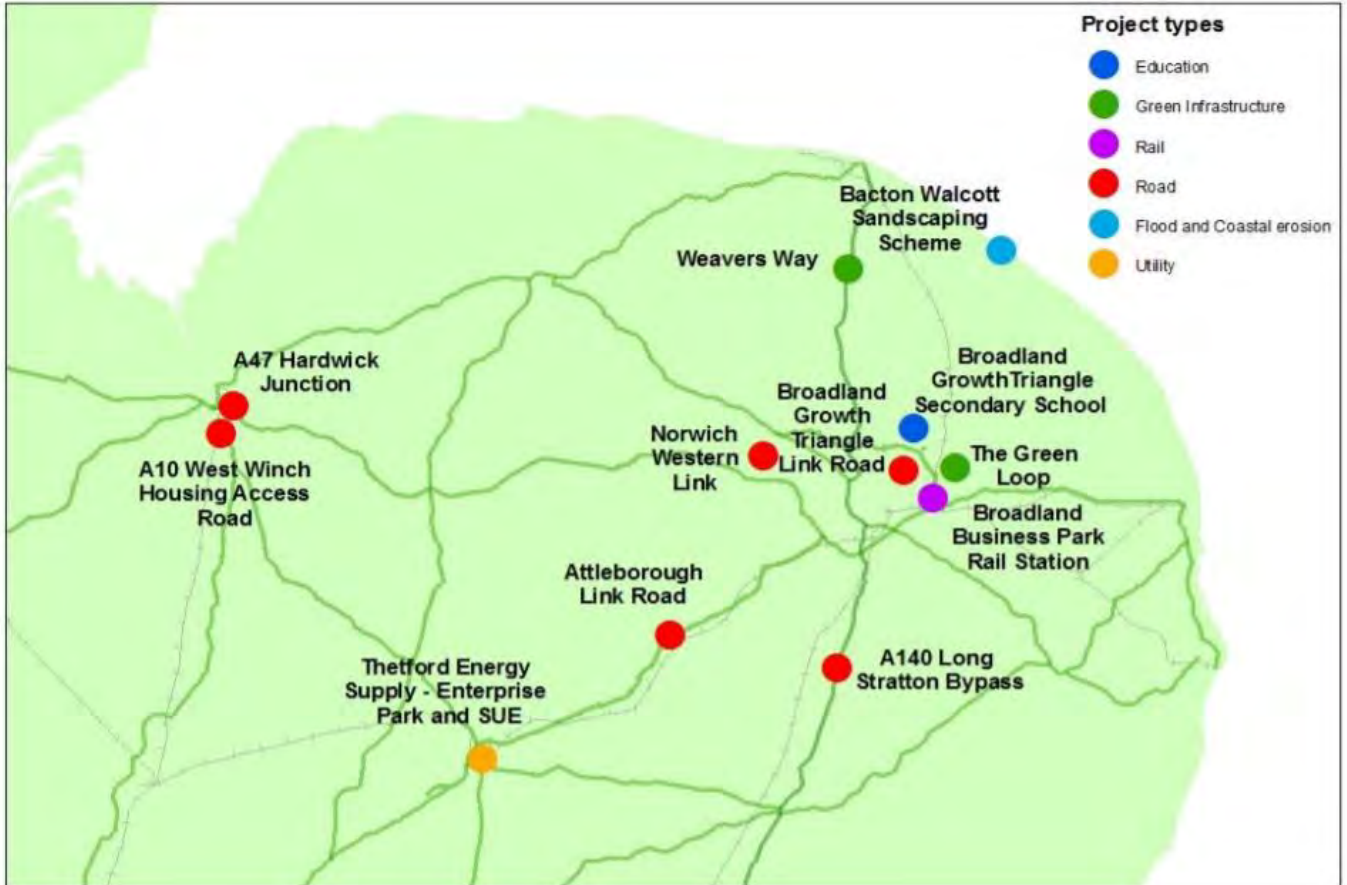 Project types
Education
Green Infrastructure
Rail
Road
Flood and Coastal erosion
Utility
Bacton Walcott
Sandscaping
Scheme
Weavers Way
A47 Hardwick
Junction
Broadland
GrowthTriangle
Secondary School
Broadland
Growth
Triangle
Link Road
Norwich
Western
Link
The Green
Loop
A10 West Winch
Housing Access
Road
Broadland
Business Park
Rail Station
Attleborough
Link Road
A140 Long
Stratton Bypass
Thetford Energy
Supply - Enterprise
Park and SUE